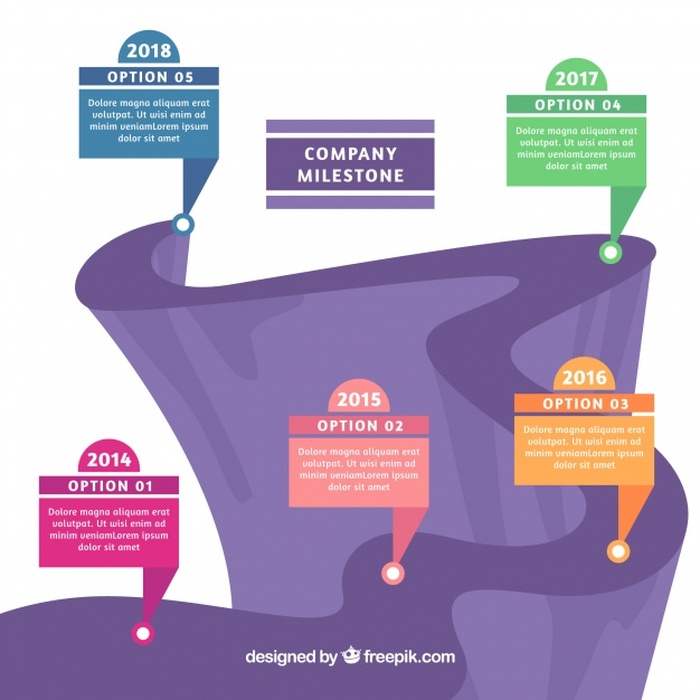 2018
OPTION 05
Dolore magna aliquam erat
volutpat. Ut wisi enim ad
minim veniamLorem ipsum
dolor sit amet
2017
OPTION 04
Dolore magna aliquam erat
volutpat. Ut wisi enim ad
minim veniamLorem ipsum
dolor sit amet
COMPANY
MILESTONE
2016
OPTION 03
Dolore magna aliquam erat
volutpat. Ut wisi enim ad
minim veniamLorem ipsum
dolor sit amet
2015
OPTION 02
Dolore magna aliquam erat
volutpat. Ut wisi enim ad
minim veniamLorem ipsum
dolor sit amet
2014
OPTION 01
Dolore magna aliquam erat
volutpat. Ut wisi enim ad
minim veniamLorem ipsum
dolor sit amet
designed by freepik.com